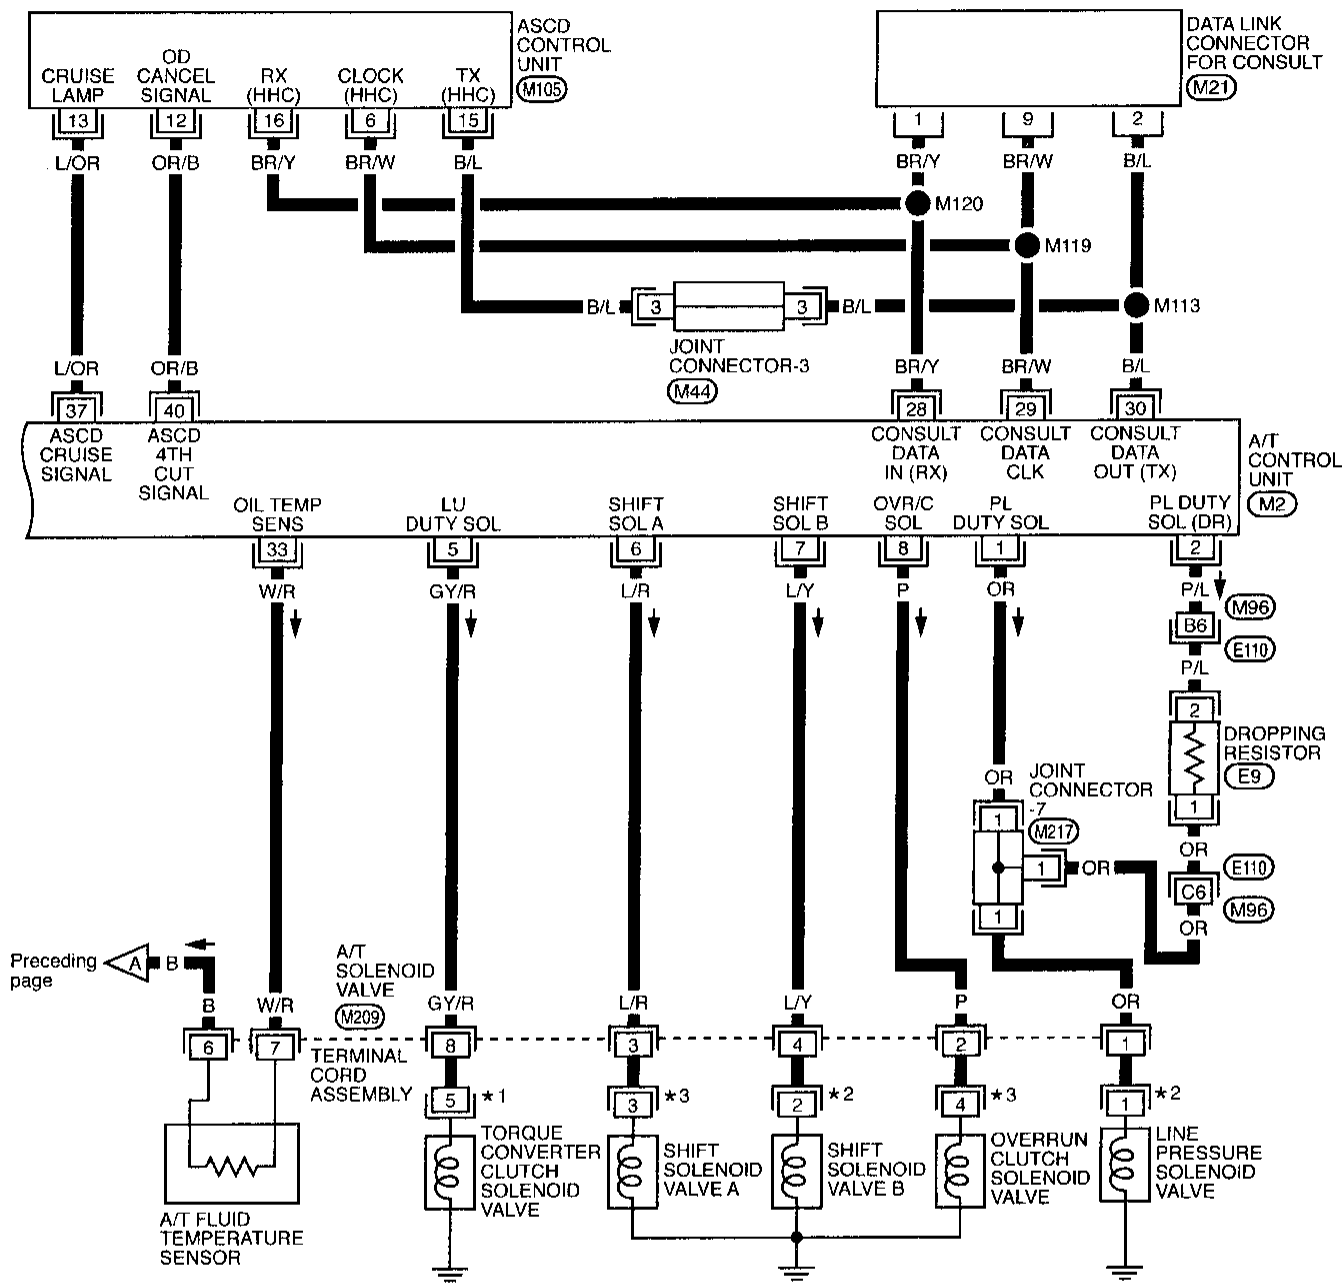 ASCD
CONTROL
UNIT
M105
CRUISE
LAMP
OD
CANCEL
SIGNAL
RX
(HHC)
CLOCK
(HHC)
TX
(HHC)
13
12
16
6
15
L/OR
OR/B
BR/Y
BR/W
B/L
DATA LINK
CONNECTOR
FOR CONSULT
M21
1
9
2
BR/Y
BR/W
B/L
M120
M119
M113
B/L
3
3
B/L
JOINT
CONNECTOR-3
M44
L/OR
OR/B
BR/Y
BR/W
B/L
37
40
28
29
30
ASCD
CRUISE
SIGNAL
ASCD
4TH
CUT
SIGNAL
CONSULT
DATA
IN (RX)
CONSULT
DATA
CLK
CONSULT
DATA
OUT (TX)
A/T
CONTROL
UNIT
M2
OIL TEMP
SENS
LU
DUTY SOL
SHIFT
SOL A
SHIFT
SOL B
OVR/C
SOL
PL
DUTY SOL
PL DUTY
SOL (DR)
33
5
6
7
8
1
2
W/R
GY/R
L/R
L/Y
P
OR
P/L
M96
B6
E110
P/L
2
DROPPING
RESISTOR
E9
1
OR
E110
C6
M96
OR
OR
JOINT
CONNECTOR
-7
M217
1
1
OR
1
Preceding
page
A
B
B
W/R
A/T
SOLENOID
VALVE
M209
GY/R
L/R
L/Y
P
OR
6
7
8
3
4
2
1
TERMINAL
CORD
ASSEMBLY
5
*1
3
*3
2
*2
4
*3
1
*2
TORQUE
CONVERTER
CLUTCH
SOLENOID
VALVE
SHIFT
SOLENOID
VALVE A
SHIFT
SOLENOID
VALVE B
OVERRUN
CLUTCH
SOLENOID
VALVE
LINE
PRESSURE
SOLENOID
VALVE
A/T FLUID
TEMPERATURE
SENSOR